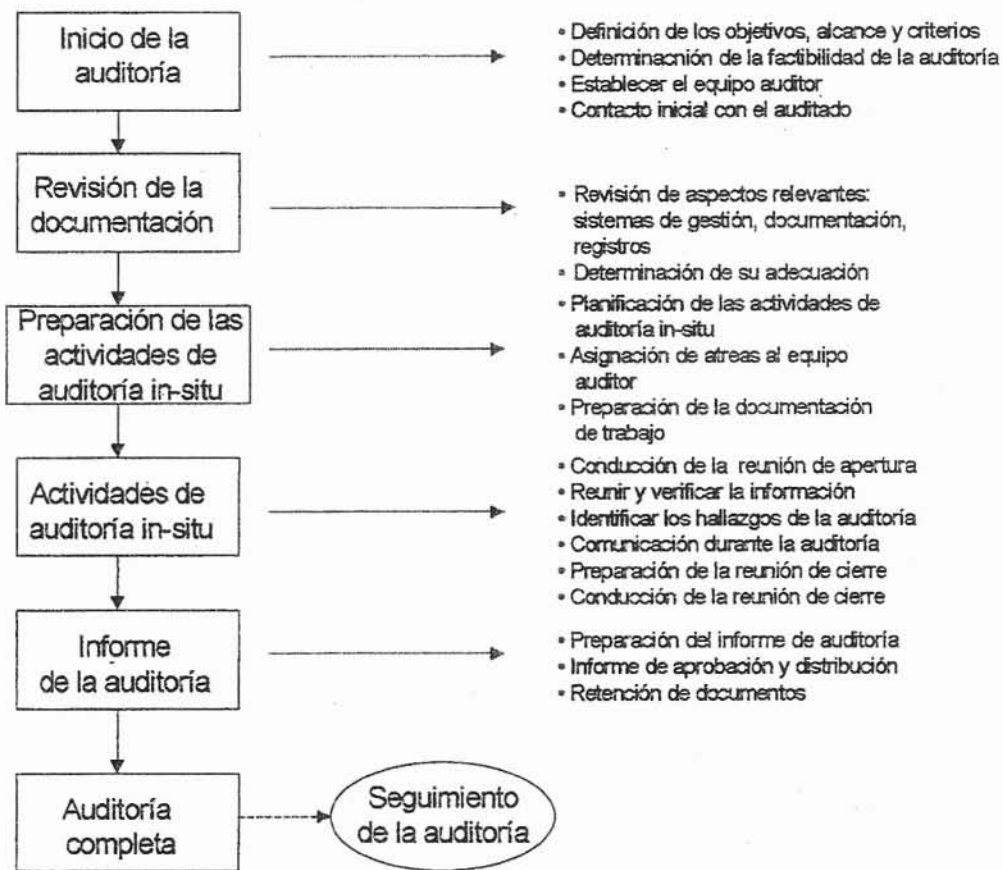 Inicio de la
auditoría
• Definición de los objetivos, alcance y criterios
• Determinacnión de la factibilidad de la auditoría
• Establecer el equipo auditor
• Contacto inicial con el auditado
Revisión de la
documentación
• Revisión de aspectos relevantes:
sistemas de gestión, documentación,
registros
• Determinación de su adecuación
Preparación de las
actividades de
auditoría in-situ
• Planificación de las actividades de
auditoría in-situ
• Asignación de atreas al equipo
auditor
• Preparación de la documentación
de trabajo
Actividades de
auditoría in-situ
• Conducción de la reunión de apertura
• Reunir y verificar la información
• Identificar los hallazgos de la auditoría
• Comunicación durante la auditoría
• Preparación de la reunión de cierre
• Conducción de la reunión de cierre
Informe
de la auditoría
• Preparación del informe de auditoría
• Informe de aprobación y distribución
• Retención de documentos
Auditoría
completa
Seguimiento
de la auditoría